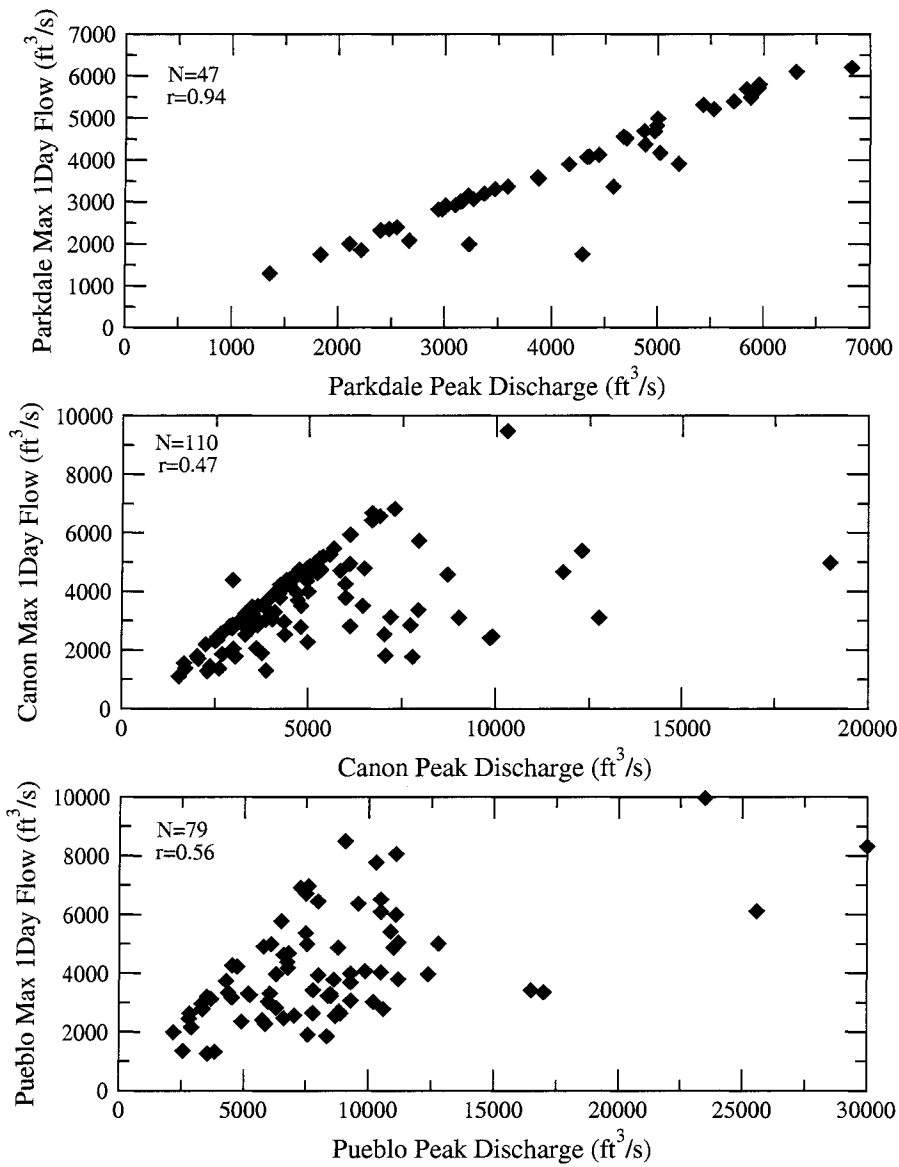 7000
6000
5000
4000
3000
2000
1000
0
Parkdale Max 1Day Flow (ft³/s)
N=47
r=0.94
0 1000 2000 3000 4000 5000 6000 7000
Parkdale Peak Discharge (ft³/s)
10000
8000
6000
4000
2000
0
Canon Max 1Day Flow (ft³/s)
N=110
r=0.47
0 5000 10000 15000 20000
Canon Peak Discharge (ft³/s)
10000
8000
6000
4000
2000
0
Pueblo Max 1Day Flow (ft³/s)
N=79
r=0.56
0 5000 10000 15000 20000 25000 30000
Pueblo Peak Discharge (ft³/s)